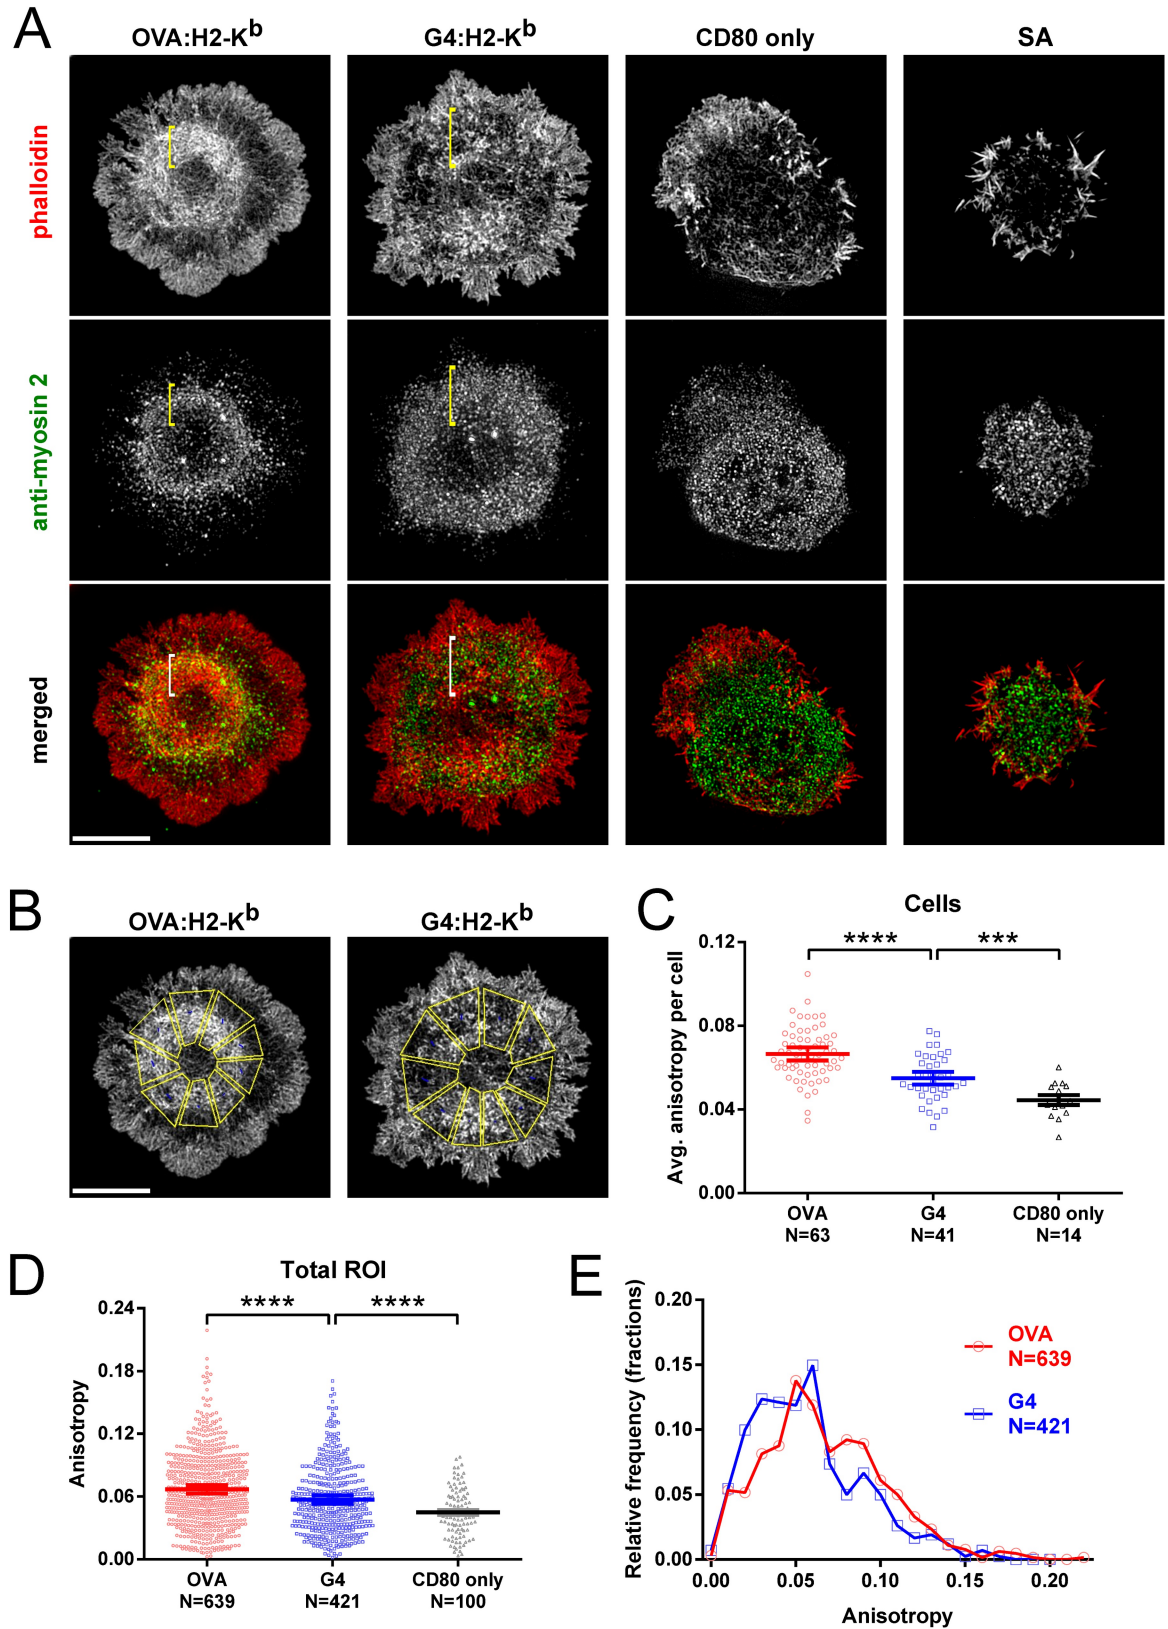 A
OVA:H2-Kb
G4:H2-Kb
CD80 only
SA
phalloidin
anti-myosin 2
merged
B
OVA:H2-Kb
G4:H2-Kb
C
Cells
****
***
Avg. anisotropy per cell
0.12
0.08
0.04
0.00
OVA
N=63
G4
N=41
CD80 only
N=14
D
Total ROI
****
****
Anisotropy
0.24
0.18
0.12
0.06
0.00
OVA
N=639
G4
N=421
CD80 only
N=100
E
Relative frequency (fractions)
0.20
0.15
0.10
0.05
0.00
OVA
N=639
G4
N=421
0.00
0.05
0.10
0.15
0.20
Anisotropy